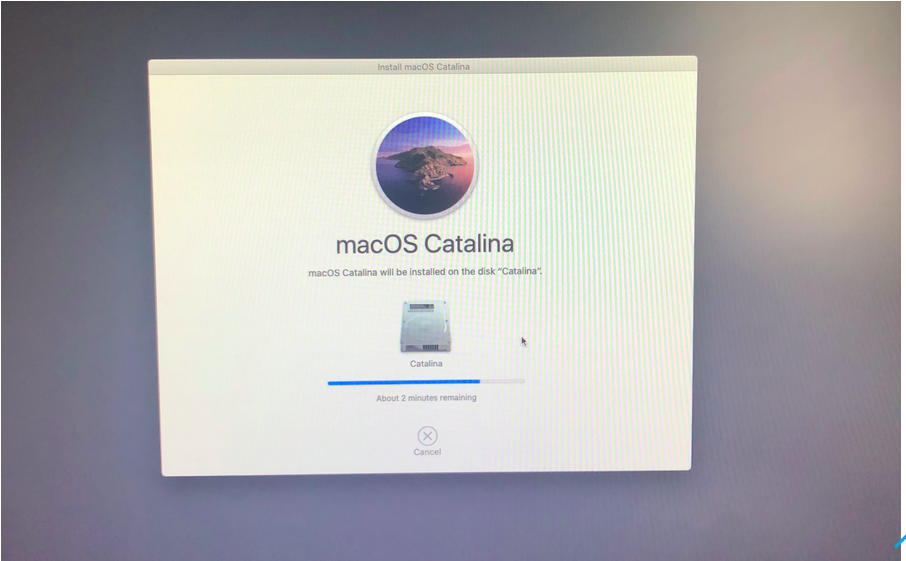 Install macOS Catalina
macOS Catalina
macOS Catalina will be installed on the disk “Catalina”.
Catalina
About 2 minutes remaining
Cancel